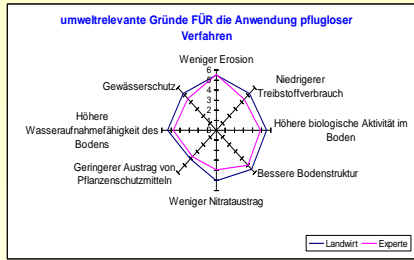 umweltrelevante Gründe FÜR die Anwendung pflugloser
Verfahren
Weniger Erosion
Niedrigerer
Treibstoffverbrauch
Höhere biologische Aktivität im
Boden
Bessere Bodenstruktur
Weniger Nitrataustrag
Geringerer Austrag von
Pflanzenschutzmitteln
Höhere
Wasseraufnahmefähigkeit des
Bodens
Gewässerschutz
6
5
4
3
2
1
0
Landwirt
Experte